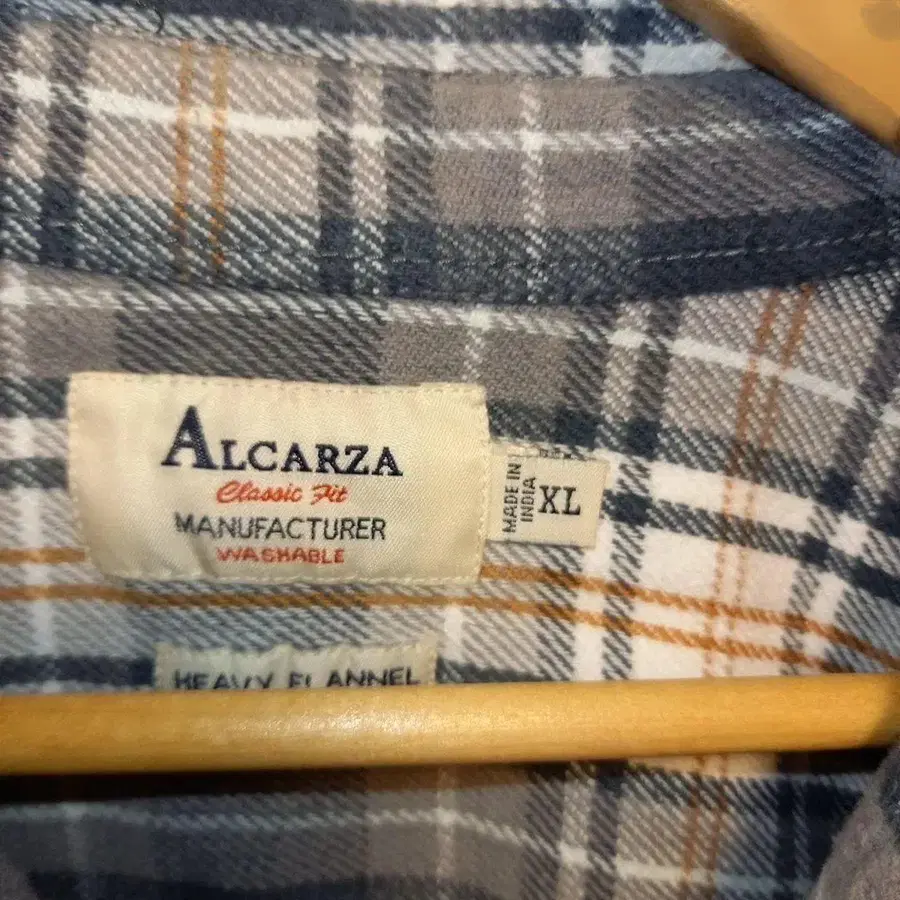 ALCARZA
Classic Fit
MANUFACTURER
WASHABLE
MADE IN
INDIA
XL
HEAVY FLANNEL